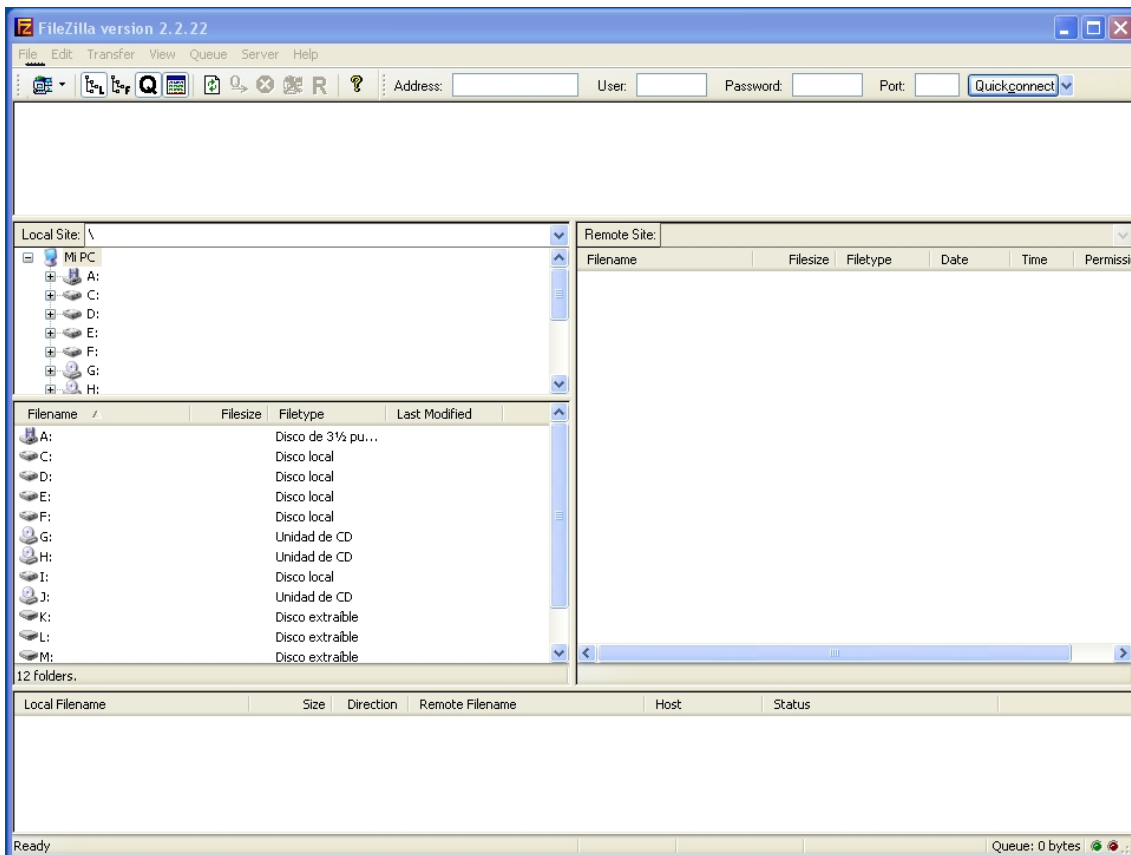 FileZilla version 2.2.22
File Edit Transfer View Queue Server Help
Address: User: Password: Port: Quickconnect
Local Site: \
Remote Site:
Mi PC
A:
C:
D:
E:
F:
G:
H:
Filename Filesize Filetype Date Time Permissi
Filename Filesize Filetype Last Modified
A: Disco de 3½ pu...
C: Disco local
D: Disco local
E: Disco local
F: Disco local
G: Unidad de CD
H: Unidad de CD
I: Disco local
J: Unidad de CD
K: Disco extraíble
L: Disco extraíble
M: Disco extraíble
12 folders.
Local Filename Size Direction Remote Filename Host Status
Ready Queue: 0 bytes